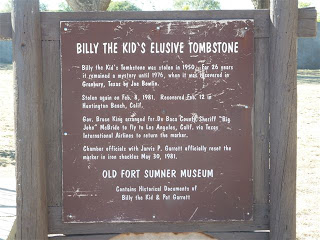 BILLY THE KID'S ELUSIVE TOMBSTONE
Billy the Kid's Tombstone was stolen in 1950. For 26 years
it remained a mystery until 1976, when it was recovered in
Granbury, Texas by Joe Bowlin.
Stolen again on Feb. 8, 1981. Recovered Feb. 12 in
Huntington Beach, Calif.
Gov. Bruce King arranged for De Baca County Sheriff "Big
John" McBride to fly to Los Angeles, Calif. via Texas
International Airlines to return the marker.
Chamber officials with Jarvis P. Garrett officially reset the
marker in iron shackles May 30, 1981.
OLD FORT SUMNER MUSEUM
Contains Historical Documents of
Billy the Kid & Pat Garrett